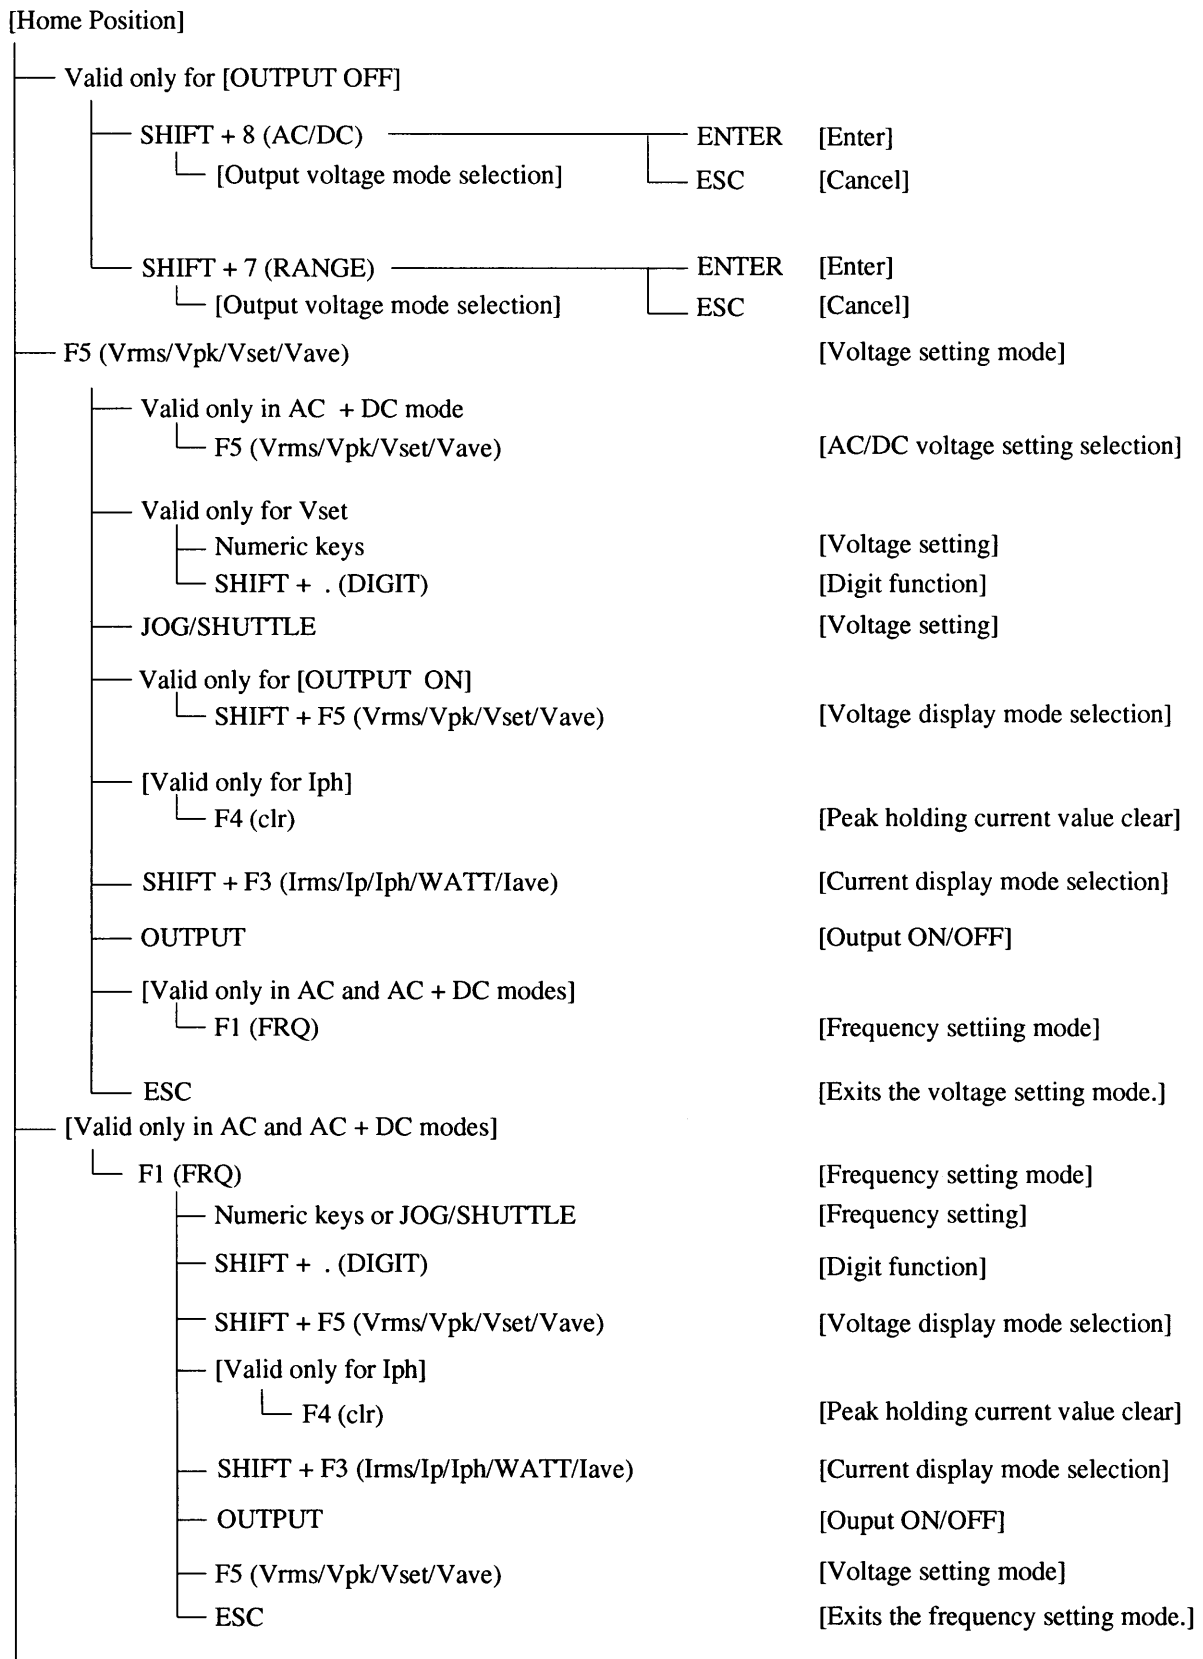 [Home Position]
Valid only for [OUTPUT OFF]
SHIFT + 8 (AC/DC) ENTER [Enter]
[Output voltage mode selection] ESC [Cancel]
SHIFT + 7 (RANGE) ENTER [Enter]
[Output voltage mode selection] ESC [Cancel]
F5 (Vrms/Vpk/Vset/Vave) [Voltage setting mode]
Valid only in AC + DC mode
F5 (Vrms/Vpk/Vset/Vave) [AC/DC voltage setting selection]
Valid only for Vset
Numeric keys [Voltage setting]
SHIFT + . (DIGIT) [Digit function]
JOG/SHUTTLE [Voltage setting]
Valid only for [OUTPUT ON]
SHIFT + F5 (Vrms/Vpk/Vset/Vave) [Voltage display mode selection]
[Valid only for Iph]
F4 (clr) [Peak holding current value clear]
SHIFT + F3 (Irms/Ip/Iph/WATT/Iave) [Current display mode selection]
OUTPUT [Output ON/OFF]
[Valid only in AC and AC + DC modes]
F1 (FRQ) [Frequency settiing mode]
ESC [Exits the voltage setting mode.]
[Valid only in AC and AC + DC modes]
F1 (FRQ) [Frequency setting mode]
Numeric keys or JOG/SHUTTLE [Frequency setting]
SHIFT + . (DIGIT) [Digit function]
SHIFT + F5 (Vrms/Vpk/Vset/Vave) [Voltage display mode selection]
[Valid only for Iph]
F4 (clr) [Peak holding current value clear]
SHIFT + F3 (Irms/Ip/Iph/WATT/Iave) [Current display mode selection]
OUTPUT [Ouput ON/OFF]
F5 (Vrms/Vpk/Vset/Vave) [Voltage setting mode]
ESC [Exits the frequency setting mode.]